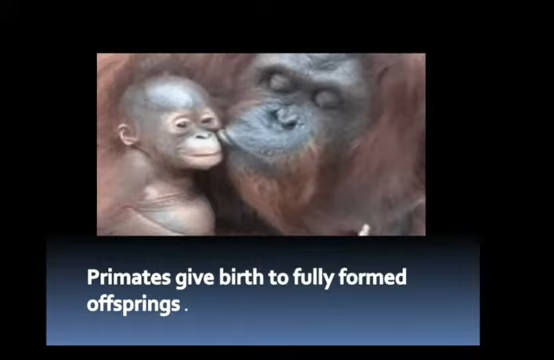 Primates give birth to fully formed
offsprings .